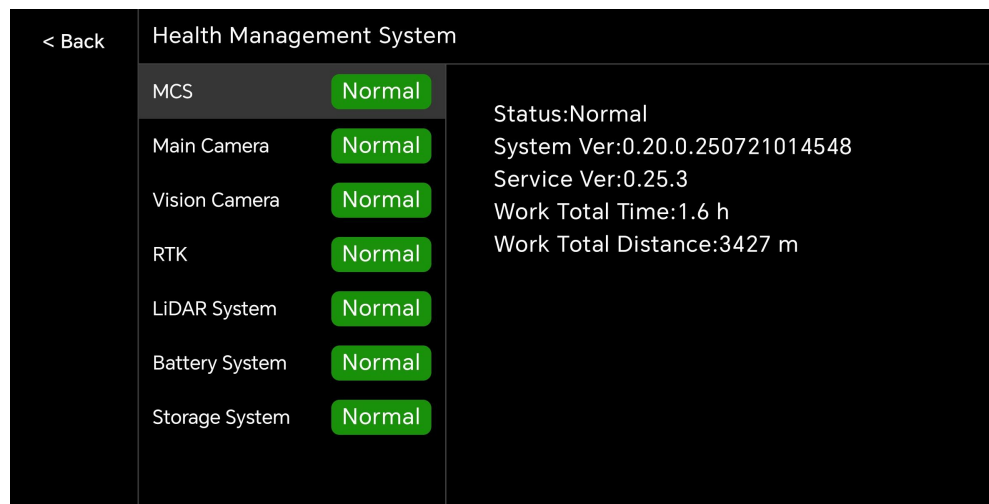 < Back
Health Management System
MCS Normal
Main Camera Normal
Vision Camera Normal
RTK Normal
LiDAR System Normal
Battery System Normal
Storage System Normal
Status:Normal
System Ver:0.20.0.250721014548
Service Ver:0.25.3
Work Total Time:1.6 h
Work Total Distance:3427 m